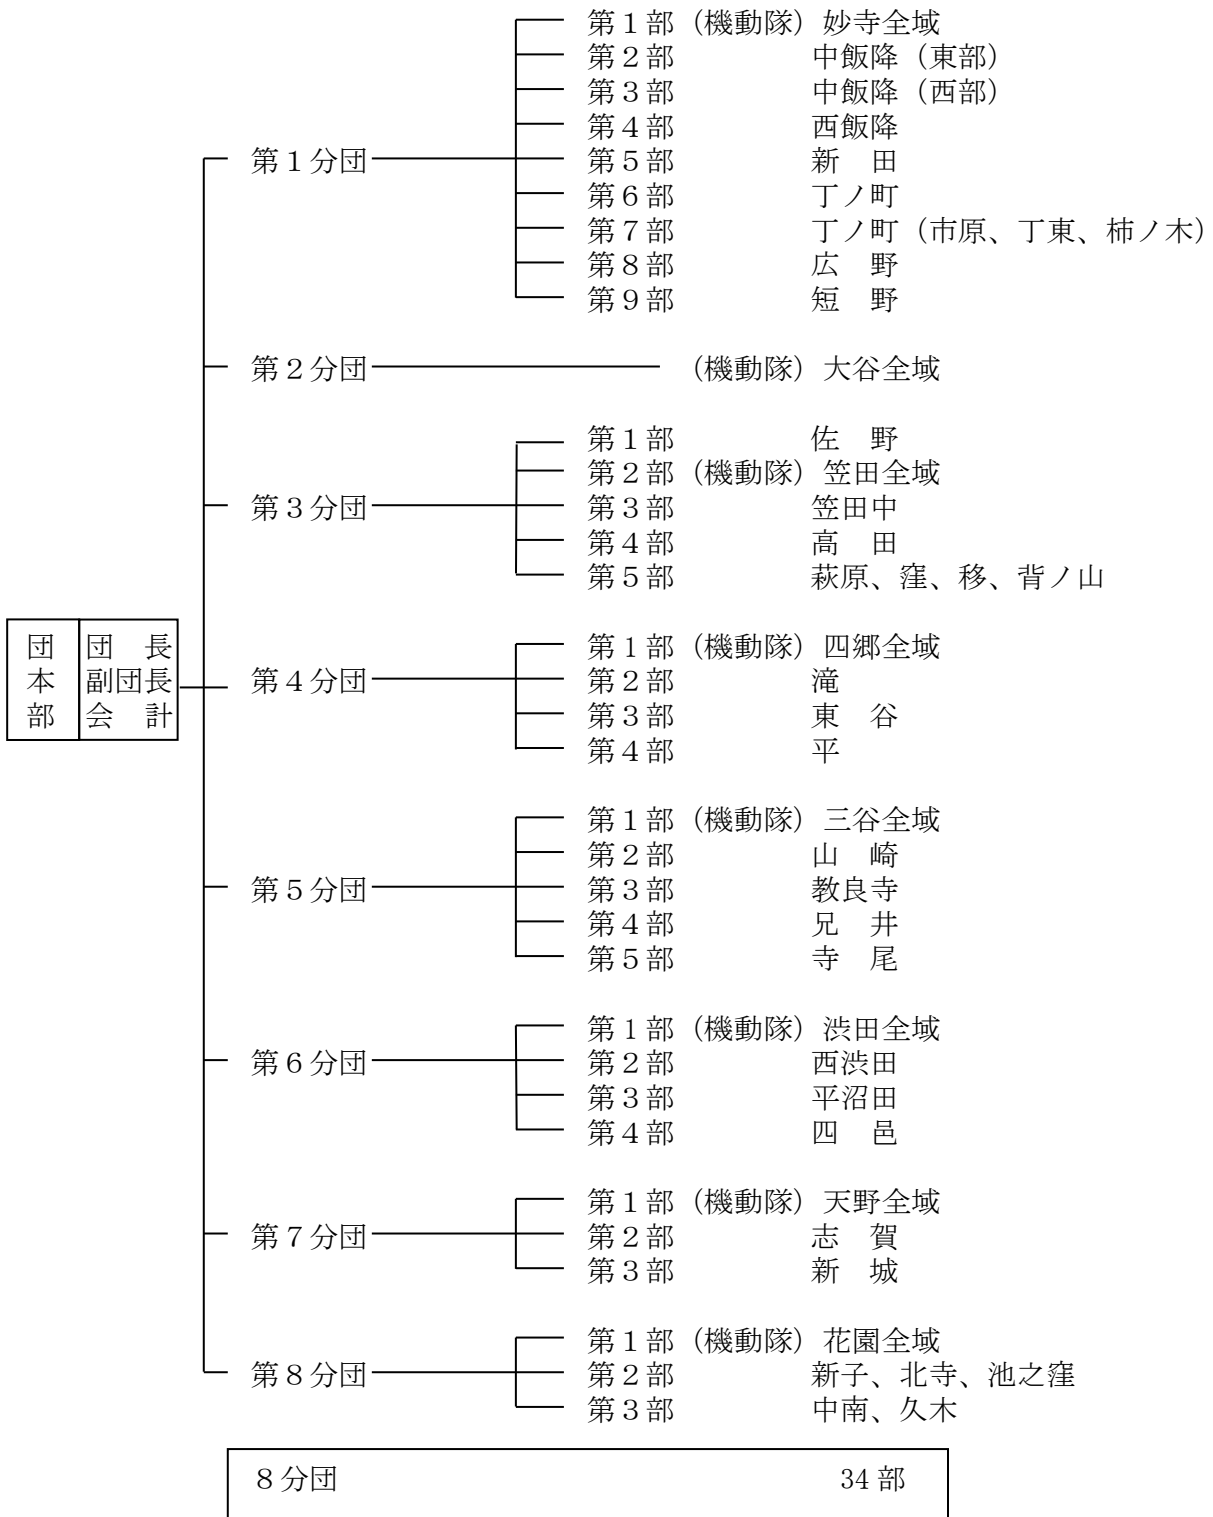 第１部（機動隊）妙寺全域
第２部　中飯降（東部）
第３部　中飯降（西部）
第４部　西飯降
第１分団　第５部　新　田
第６部　丁ノ町
第７部　丁ノ町（市原、丁東、柿ノ木）
第８部　広　野
第９部　短　野
第２分団　（機動隊）大谷全域
第１部　佐　野
第２部（機動隊）笠田全域
第３分団　第３部　笠田中
第４部　高　田
第５部　萩原、窪、移、背ノ山
団本部
団　長
副団長
会　計
第１部（機動隊）四郷全域
第４分団　第２部　滝
第３部　東　谷
第４部　平
第１部（機動隊）三谷全域
第２部　山　崎
第５分団　第３部　教良寺
第４部　兄　井
第５部　寺　尾
第１部（機動隊）渋田全域
第６分団　第２部　西渋田
第３部　平沼田
第４部　四　邑
第１部（機動隊）天野全域
第７分団　第２部　志　賀
第３部　新　城
第１部（機動隊）花園全域
第８分団　第２部　新子、北寺、池之窪
第３部　中南、久木
８分団　34 部